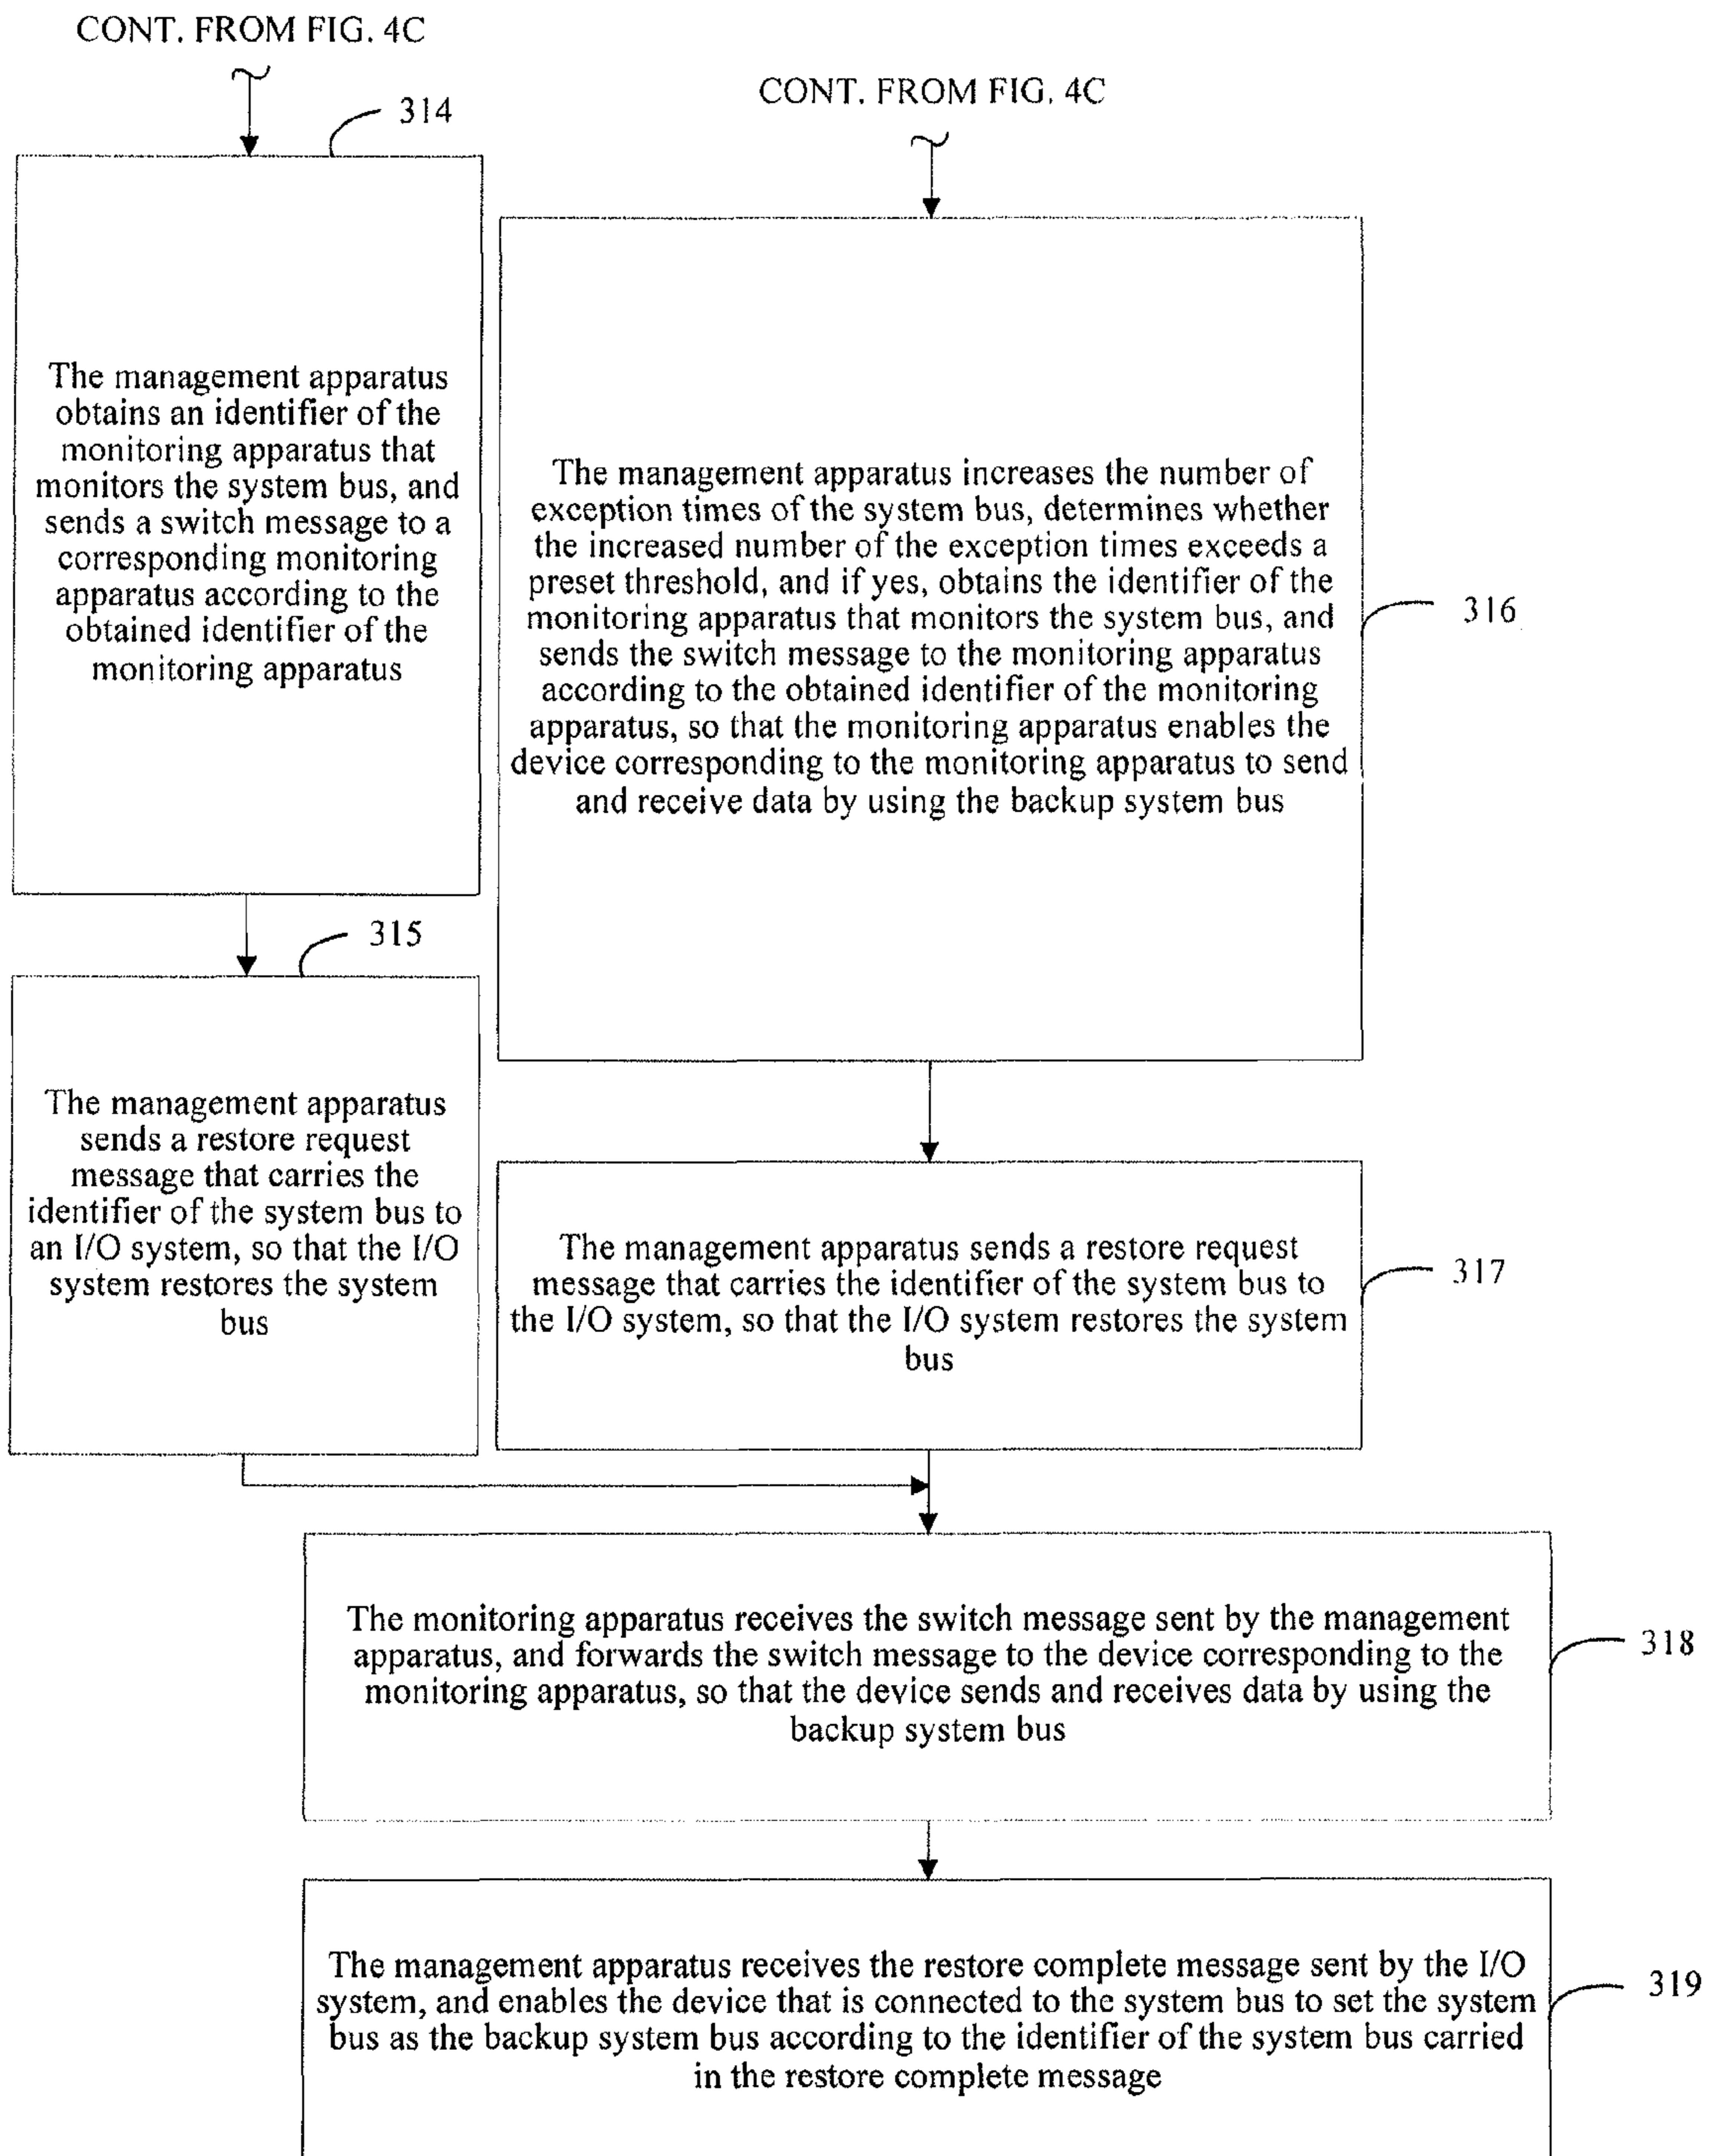 CONT. FROM FIG. 4C
CONT. FROM FIG. 4C
314
The management apparatus
obtains an identifier of the
monitoring apparatus that
monitors the system bus, and
sends a switch message to a
corresponding monitoring
apparatus according to the
obtained identifier of the
monitoring apparatus
The management apparatus increases the number of
exception times of the system bus, determines whether
the increased number of the exception times exceeds a
preset threshold, and if yes, obtains the identifier of the
monitoring apparatus that monitors the system bus, and
sends the switch message to the monitoring apparatus
according to the obtained identifier of the monitoring
apparatus, so that the monitoring apparatus enables the
device corresponding to the monitoring apparatus to send
and receive data by using the backup system bus
316
315
The management apparatus
sends a restore request
message that carries the
identifier of the system bus to
an I/O system, so that the I/O
system restores the system
bus
The management apparatus sends a restore request
message that carries the identifier of the system bus to
the I/O system, so that the I/O system restores the system
bus
317
The monitoring apparatus receives the switch message sent by the management
apparatus, and forwards the switch message to the device corresponding to the
monitoring apparatus, so that the device sends and receives data by using the
backup system bus
318
The management apparatus receives the restore complete message sent by the I/O
system, and enables the device that is connected to the system bus to set the system
bus as the backup system bus according to the identifier of the system bus carried
in the restore complete message
319